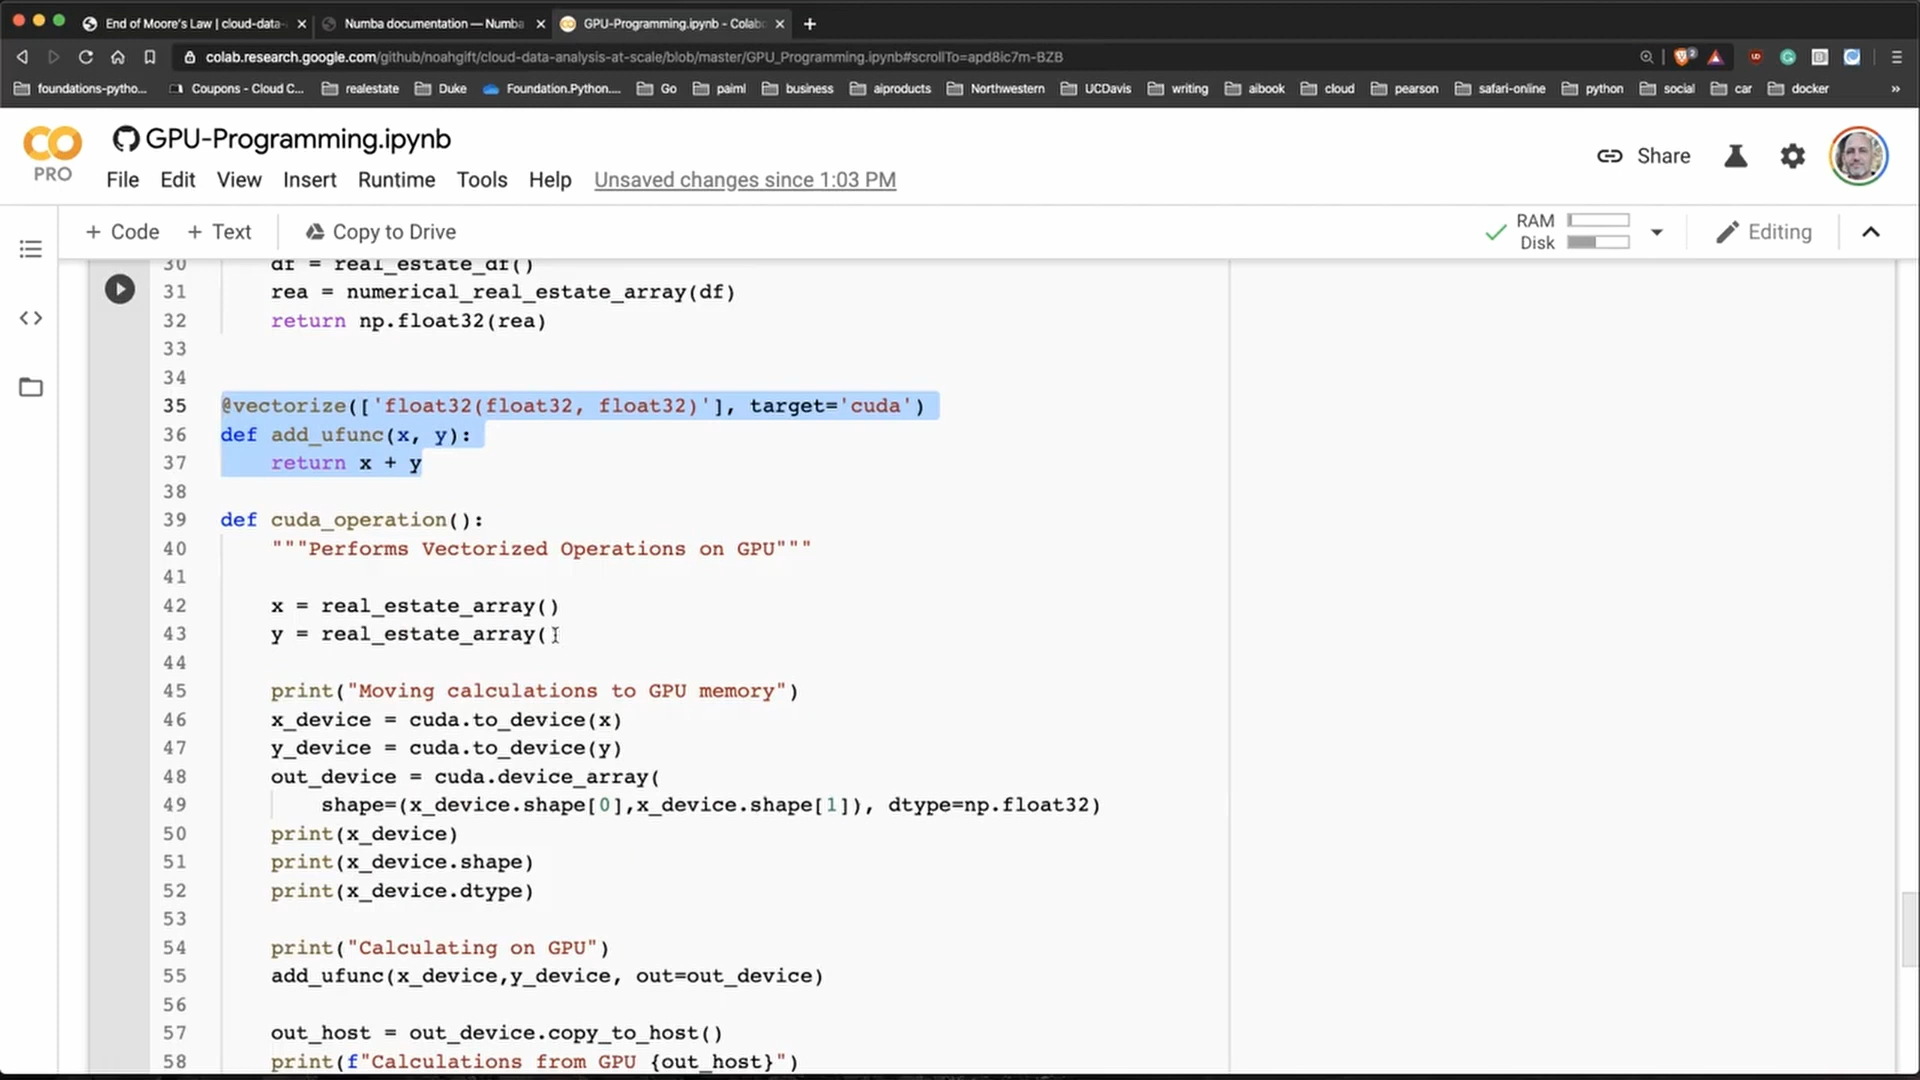 End of Moore's Law | cloud-data-
Numba documentation — Numba
GPU-Programming.ipynb - Colabo
colab.research.google.com/github/noahgift/cloud-data-analysis-at-scale/blob/master/GPU_Programming.ipynb#scrollTo=apd8ic7m-BZB
foundations-pytho... Coupons - Cloud C... realestate Duke Foundation.Python.... Go paiml business aiproducts Northwestern UCDavis writing aibook cloud pearson safari-online python social car docker »
GPU-Programming.ipynb
PRO
File Edit View Insert Runtime Tools Help Unsaved changes since 1:03 PM
Share
+ Code + Text Copy to Drive
RAM
Disk
Editing
30 df = real_estate_df()
31 rea = numerical_real_estate_array(df)
32 return np.float32(rea)
33
34
35 @vectorize(['float32(float32, float32)'], target='cuda')
36 def add_ufunc(x, y):
37 return x + y
38
39 def cuda_operation():
40 """Performs Vectorized Operations on GPU"""
41
42 x = real_estate_array()
43 y = real_estate_array()
44
45 print("Moving calculations to GPU memory")
46 x_device = cuda.to_device(x)
47 y_device = cuda.to_device(y)
48 out_device = cuda.device_array(
49 shape=(x_device.shape[0],x_device.shape[1]), dtype=np.float32)
50 print(x_device)
51 print(x_device.shape)
52 print(x_device.dtype)
53
54 print("Calculating on GPU")
55 add_ufunc(x_device,y_device, out=out_device)
56
57 out_host = out_device.copy_to_host()
58 print(f"Calculations from GPU {out_host}")